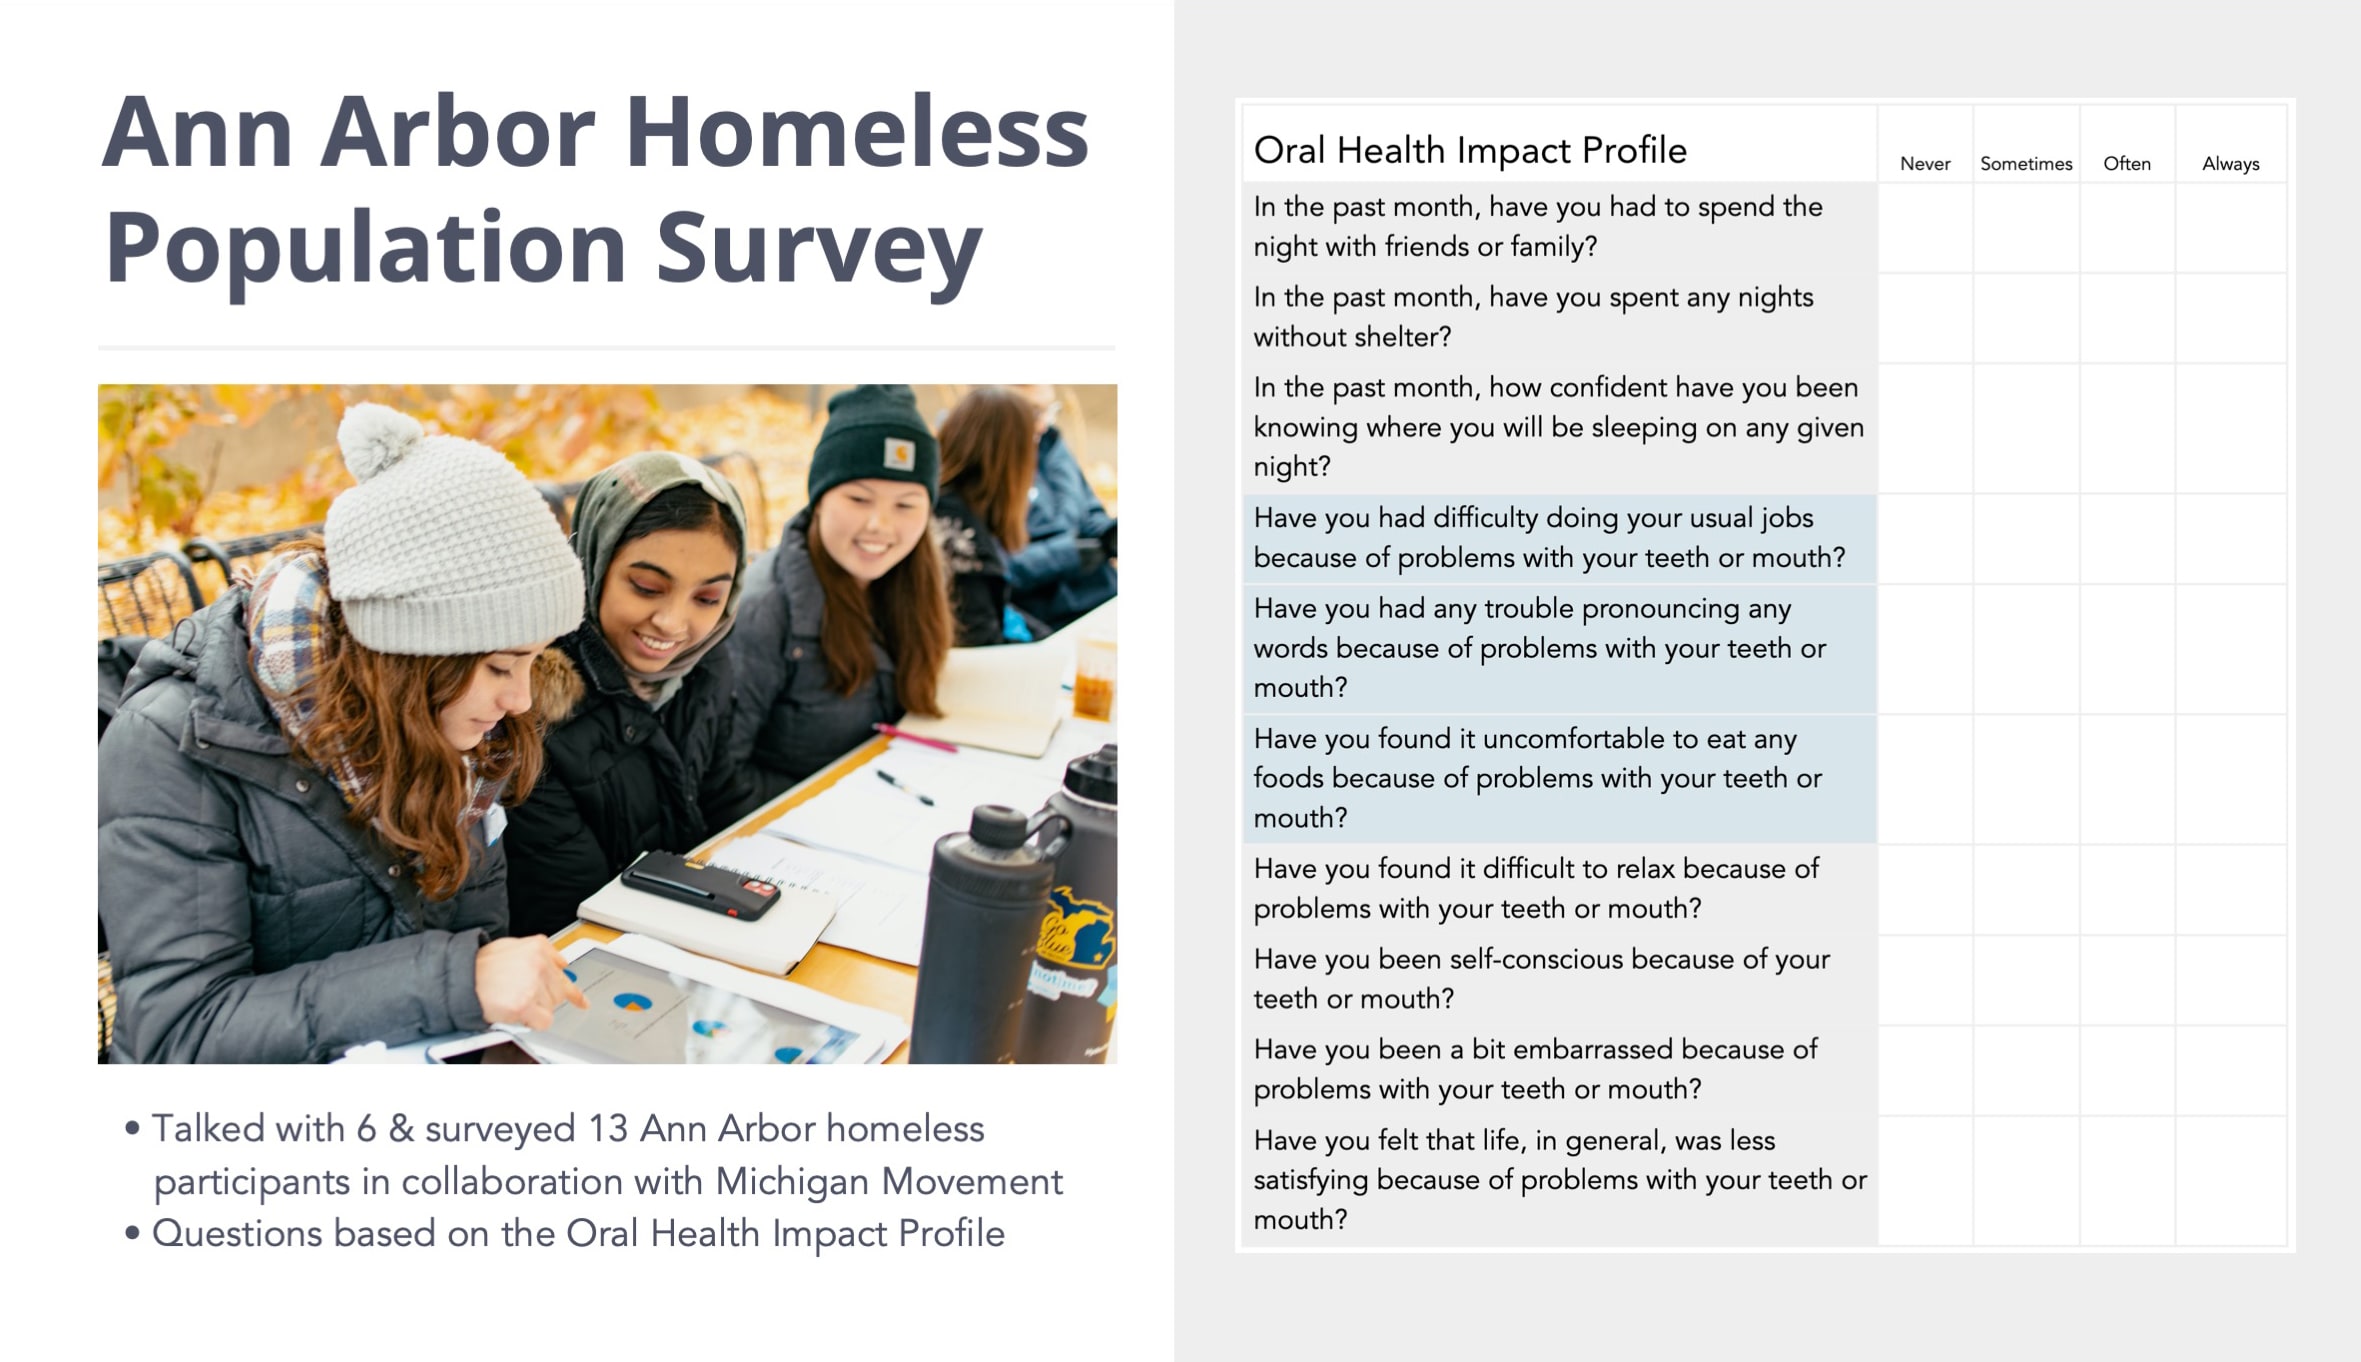 Ann Arbor Homeless
Population Survey
Go
Blue
• Talked with 6 & surveyed 13 Ann Arbor homeless
participants in collaboration with Michigan Movement
• Questions based on the Oral Health Impact Profile
Oral Health Impact Profile Never Sometimes Often Always
In the past month, have you had to spend the
night with friends or family?
In the past month, have you spent any nights
without shelter?
In the past month, how confident have you been
knowing where you will be sleeping on any given
night?
Have you had difficulty doing your usual jobs
because of problems with your teeth or mouth?
Have you had any trouble pronouncing any
words because of problems with your teeth or
mouth?
Have you found it uncomfortable to eat any
foods because of problems with your teeth or
mouth?
Have you found it difficult to relax because of
problems with your teeth or mouth?
Have you been self-conscious because of your
teeth or mouth?
Have you been a bit embarrassed because of
problems with your teeth or mouth?
Have you felt that life, in general, was less
satisfying because of problems with your teeth or
mouth?